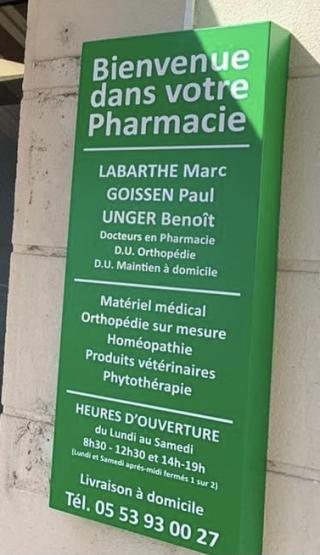 Bienvenue
dans votre
Pharmacie
LABARTHE Marc
GOISSEN Paul
UNGER Benoît
Docteurs en Pharmacie
D.U. Orthopédie
D.U. Maintien à domicile
Matériel médical
Orthopédie sur mesure
Homéopathie
Produits vétérinaires
Phytothérapie
HEURES D'OUVERTURE
du Lundi au Samedi
8h30 - 12h30 et 14h-19h
(Lundi et Samedi aprés-midi fermés 1 sur 2)
Livraison à domicile
Tél. 05 53 93 00 27